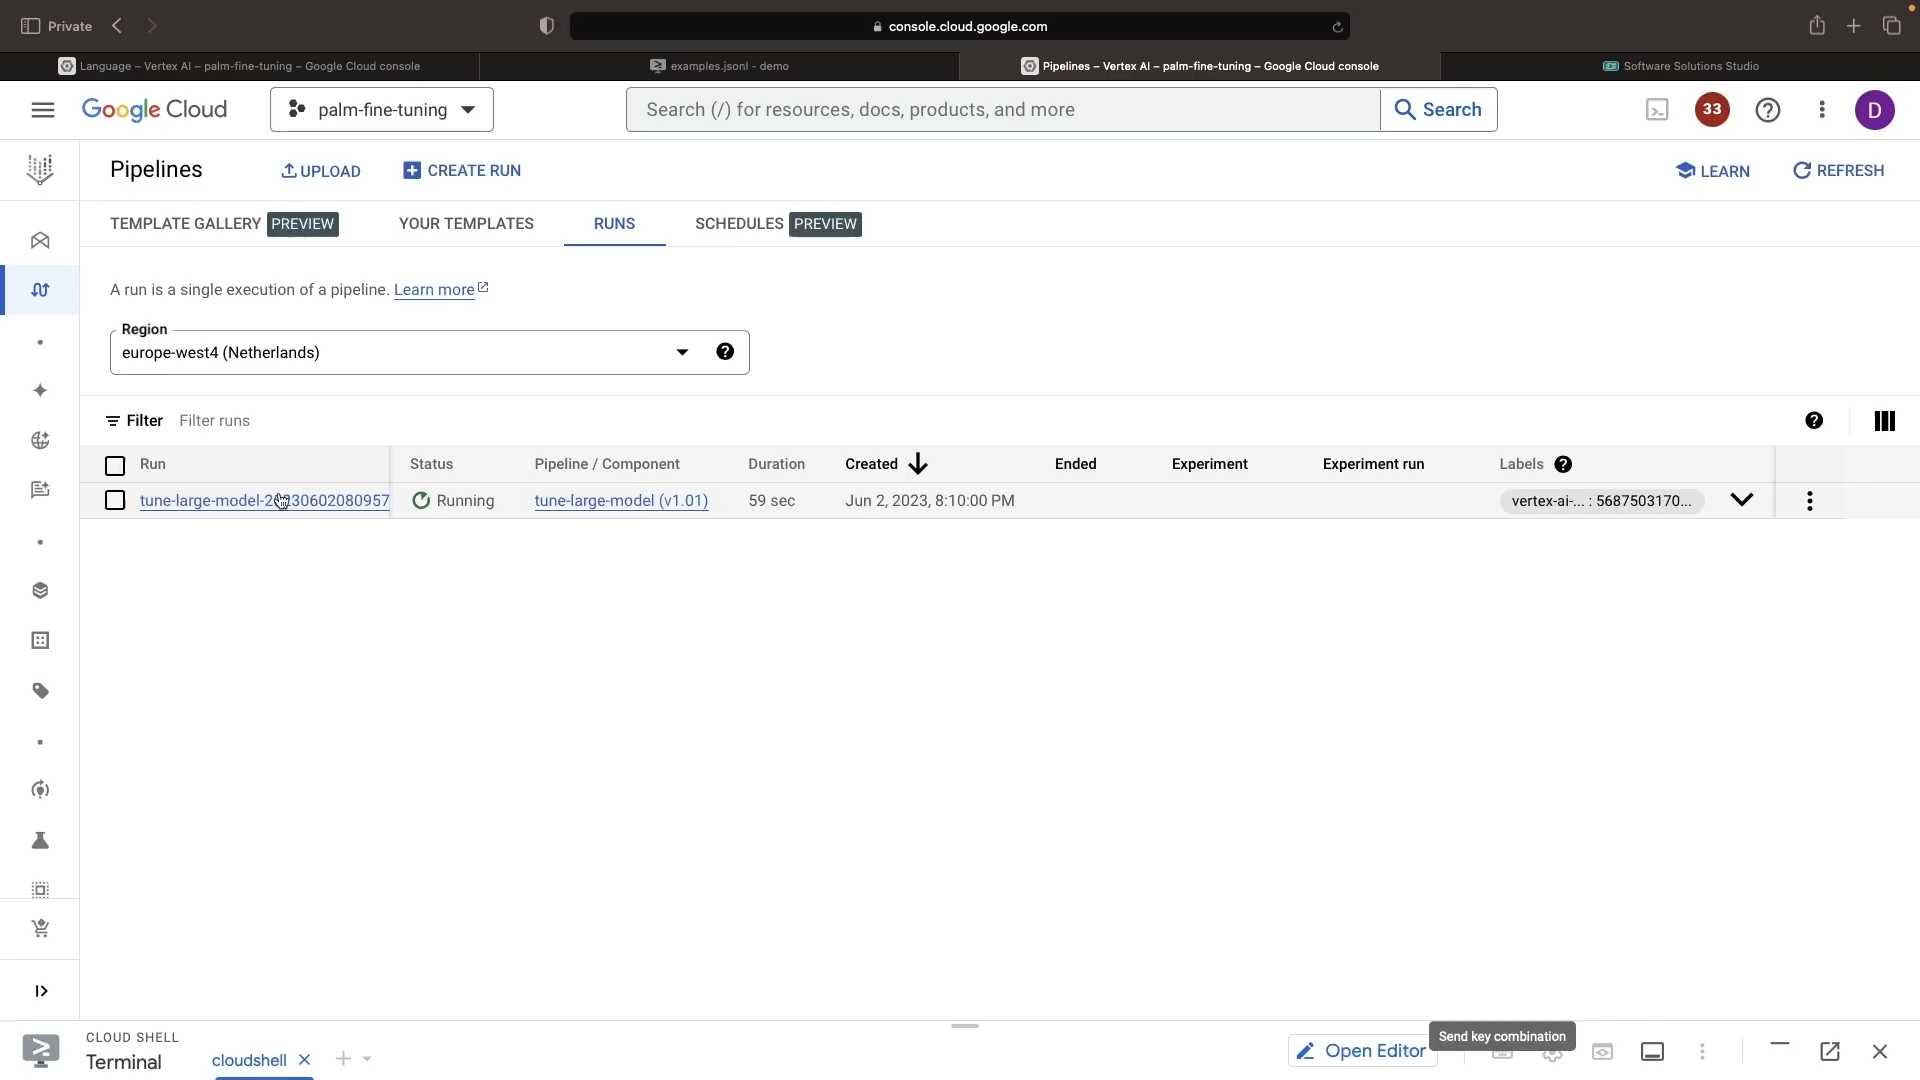 Private
console.cloud.google.com
Language – Vertex AI – palm-fine-tuning – Google Cloud console
examples.jsonl - demo
Pipelines – Vertex AI – palm-fine-tuning – Google Cloud console
Software Solutions Studio
Google Cloud
palm-fine-tuning
Search (/) for resources, docs, products, and more
Search
33
D
Pipelines
UPLOAD
CREATE RUN
LEARN
REFRESH
TEMPLATE GALLERY PREVIEW
YOUR TEMPLATES
RUNS
SCHEDULES PREVIEW
A run is a single execution of a pipeline. Learn more
Region
europe-west4 (Netherlands)
Filter Filter runs
Run Status Pipeline / Component Duration Created Ended Experiment Experiment run Labels
tune-large-model-20230602080957 Running tune-large-model (v1.01) 59 sec Jun 2, 2023, 8:10:00 PM vertex-ai-... : 5687503170...
CLOUD SHELL
Terminal
cloudshell
Open Editor
Send key combination